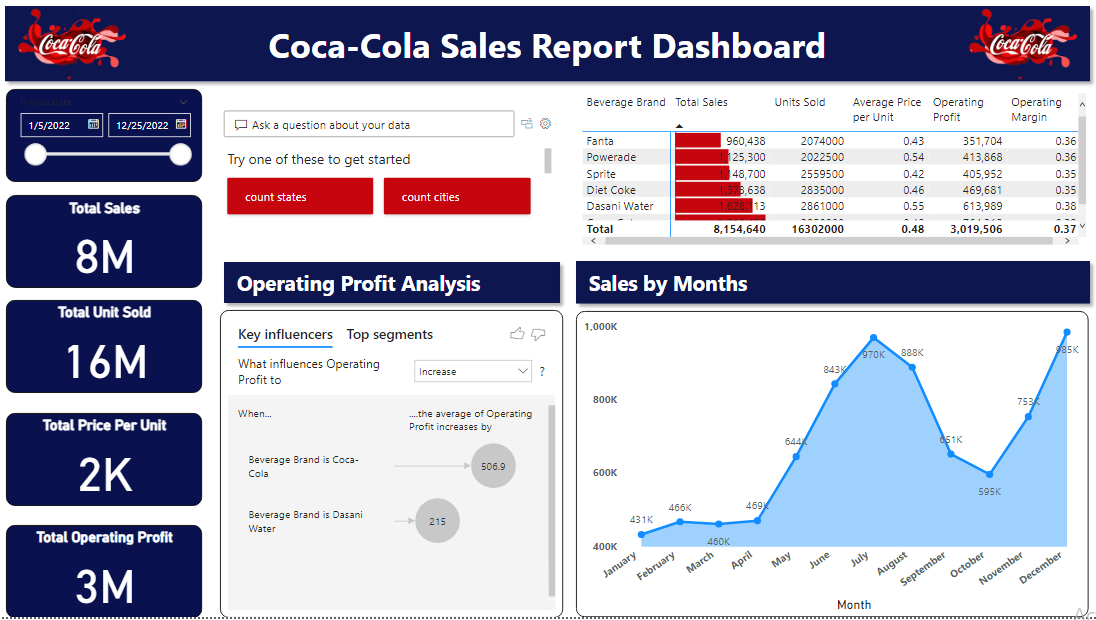 Coca-Cola
Coca-Cola Sales Report Dashboard
Coca-Cola
Invoice Date
1/5/2022
12/25/2022
Total Sales
8M
Total Unit Sold
16M
Total Price Per Unit
2K
Total Operating Profit
3M
Ask a question about your data
Try one of these to get started
count states
count cities
Beverage Brand Total Sales Units Sold Average Price per Unit Operating Profit Operating Margin
Fanta 960,438 2074000 0.43 351,704 0.36
Powerade 1,125,300 2022500 0.54 413,868 0.36
Sprite 1,148,700 2559500 0.42 405,952 0.35
Diet Coke 1,373,638 2835000 0.46 469,681 0.35
Dasani Water 2861000 0.55 613,989 0.38
Total 8,154,640 16302000 0.48 3,019,506 0.37
Operating Profit Analysis
Key influencers Top segments
What influences Operating
Profit to
Increase
?
When...
....the average of Operating
Profit increases by
Beverage Brand is Coca-
Cola
506.9
Beverage Brand is Dasani
Water
215
Sales by Months
1,000K
800K
600K
400K
431K
466K
460K
469K
644K
843K
970K
888K
651K
595K
753K
985K
January
February
March
April
May
June
July
August
September
October
November
December
Month